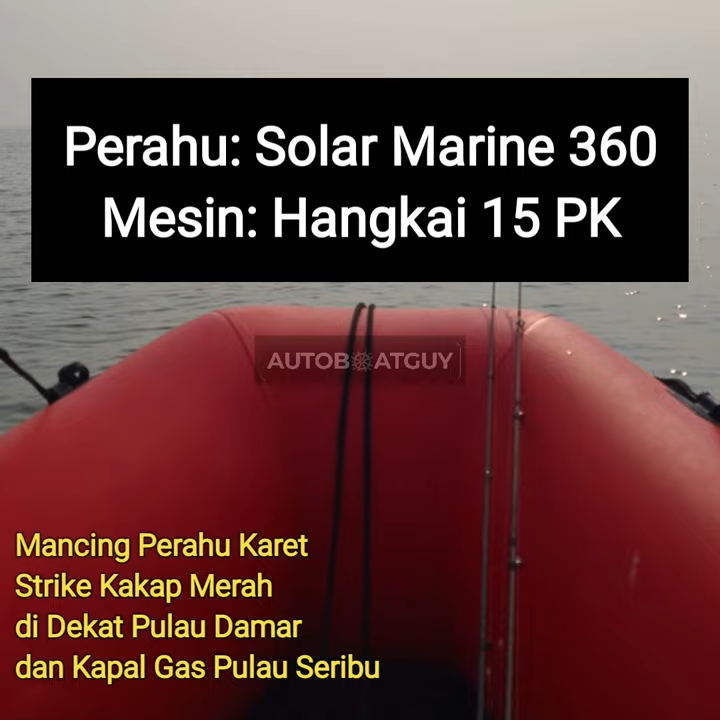 Perahu: Solar Marine 360
Mesin: Hangkai 15 PK
AUTOBOATGUY
Mancing Perahu Karet
Strike Kakap Merah
di Dekat Pulau Damar
dan Kapal Gas Pulau Seribu